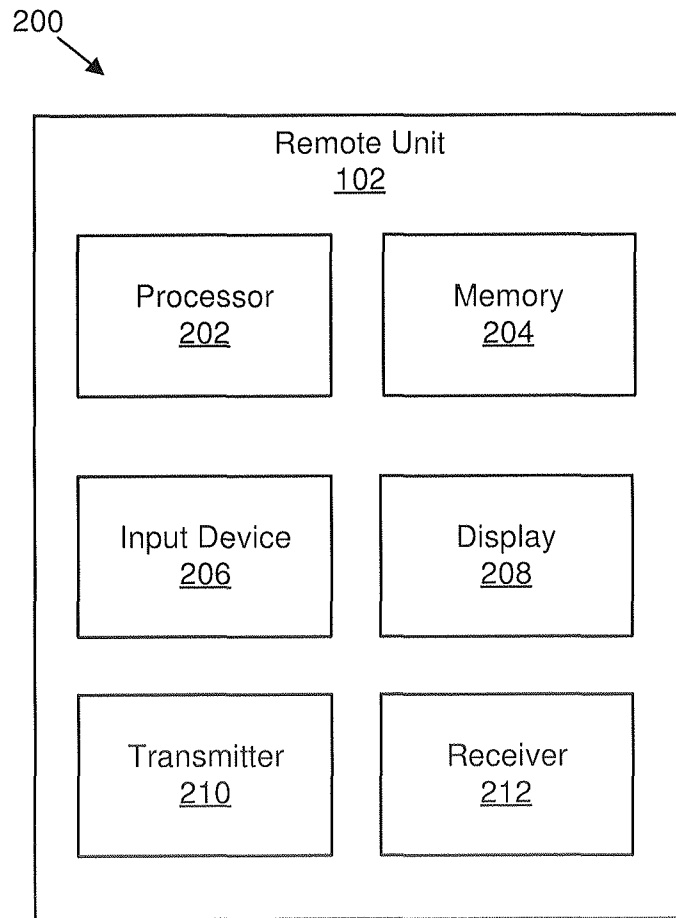 200
Remote Unit
102
Processor
202
Memory
204
Input Device
206
Display
208
Transmitter
210
Receiver
212